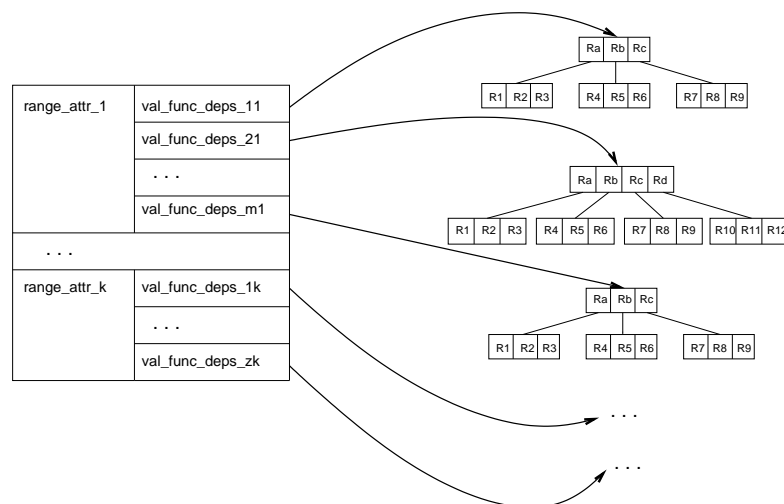 range_attr_1
val_func_deps_11
val_func_deps_21
. . .
val_func_deps_m1
. . .
range_attr_k
val_func_deps_1k
. . .
val_func_deps_zk
Ra Rb Rc
R1 R2 R3 R4 R5 R6 R7 R8 R9
Ra Rb Rc Rd
R1 R2 R3 R4 R5 R6 R7 R8 R9 R10 R11 R12
Ra Rb Rc
R1 R2 R3 R4 R5 R6 R7 R8 R9
. . .
. . .